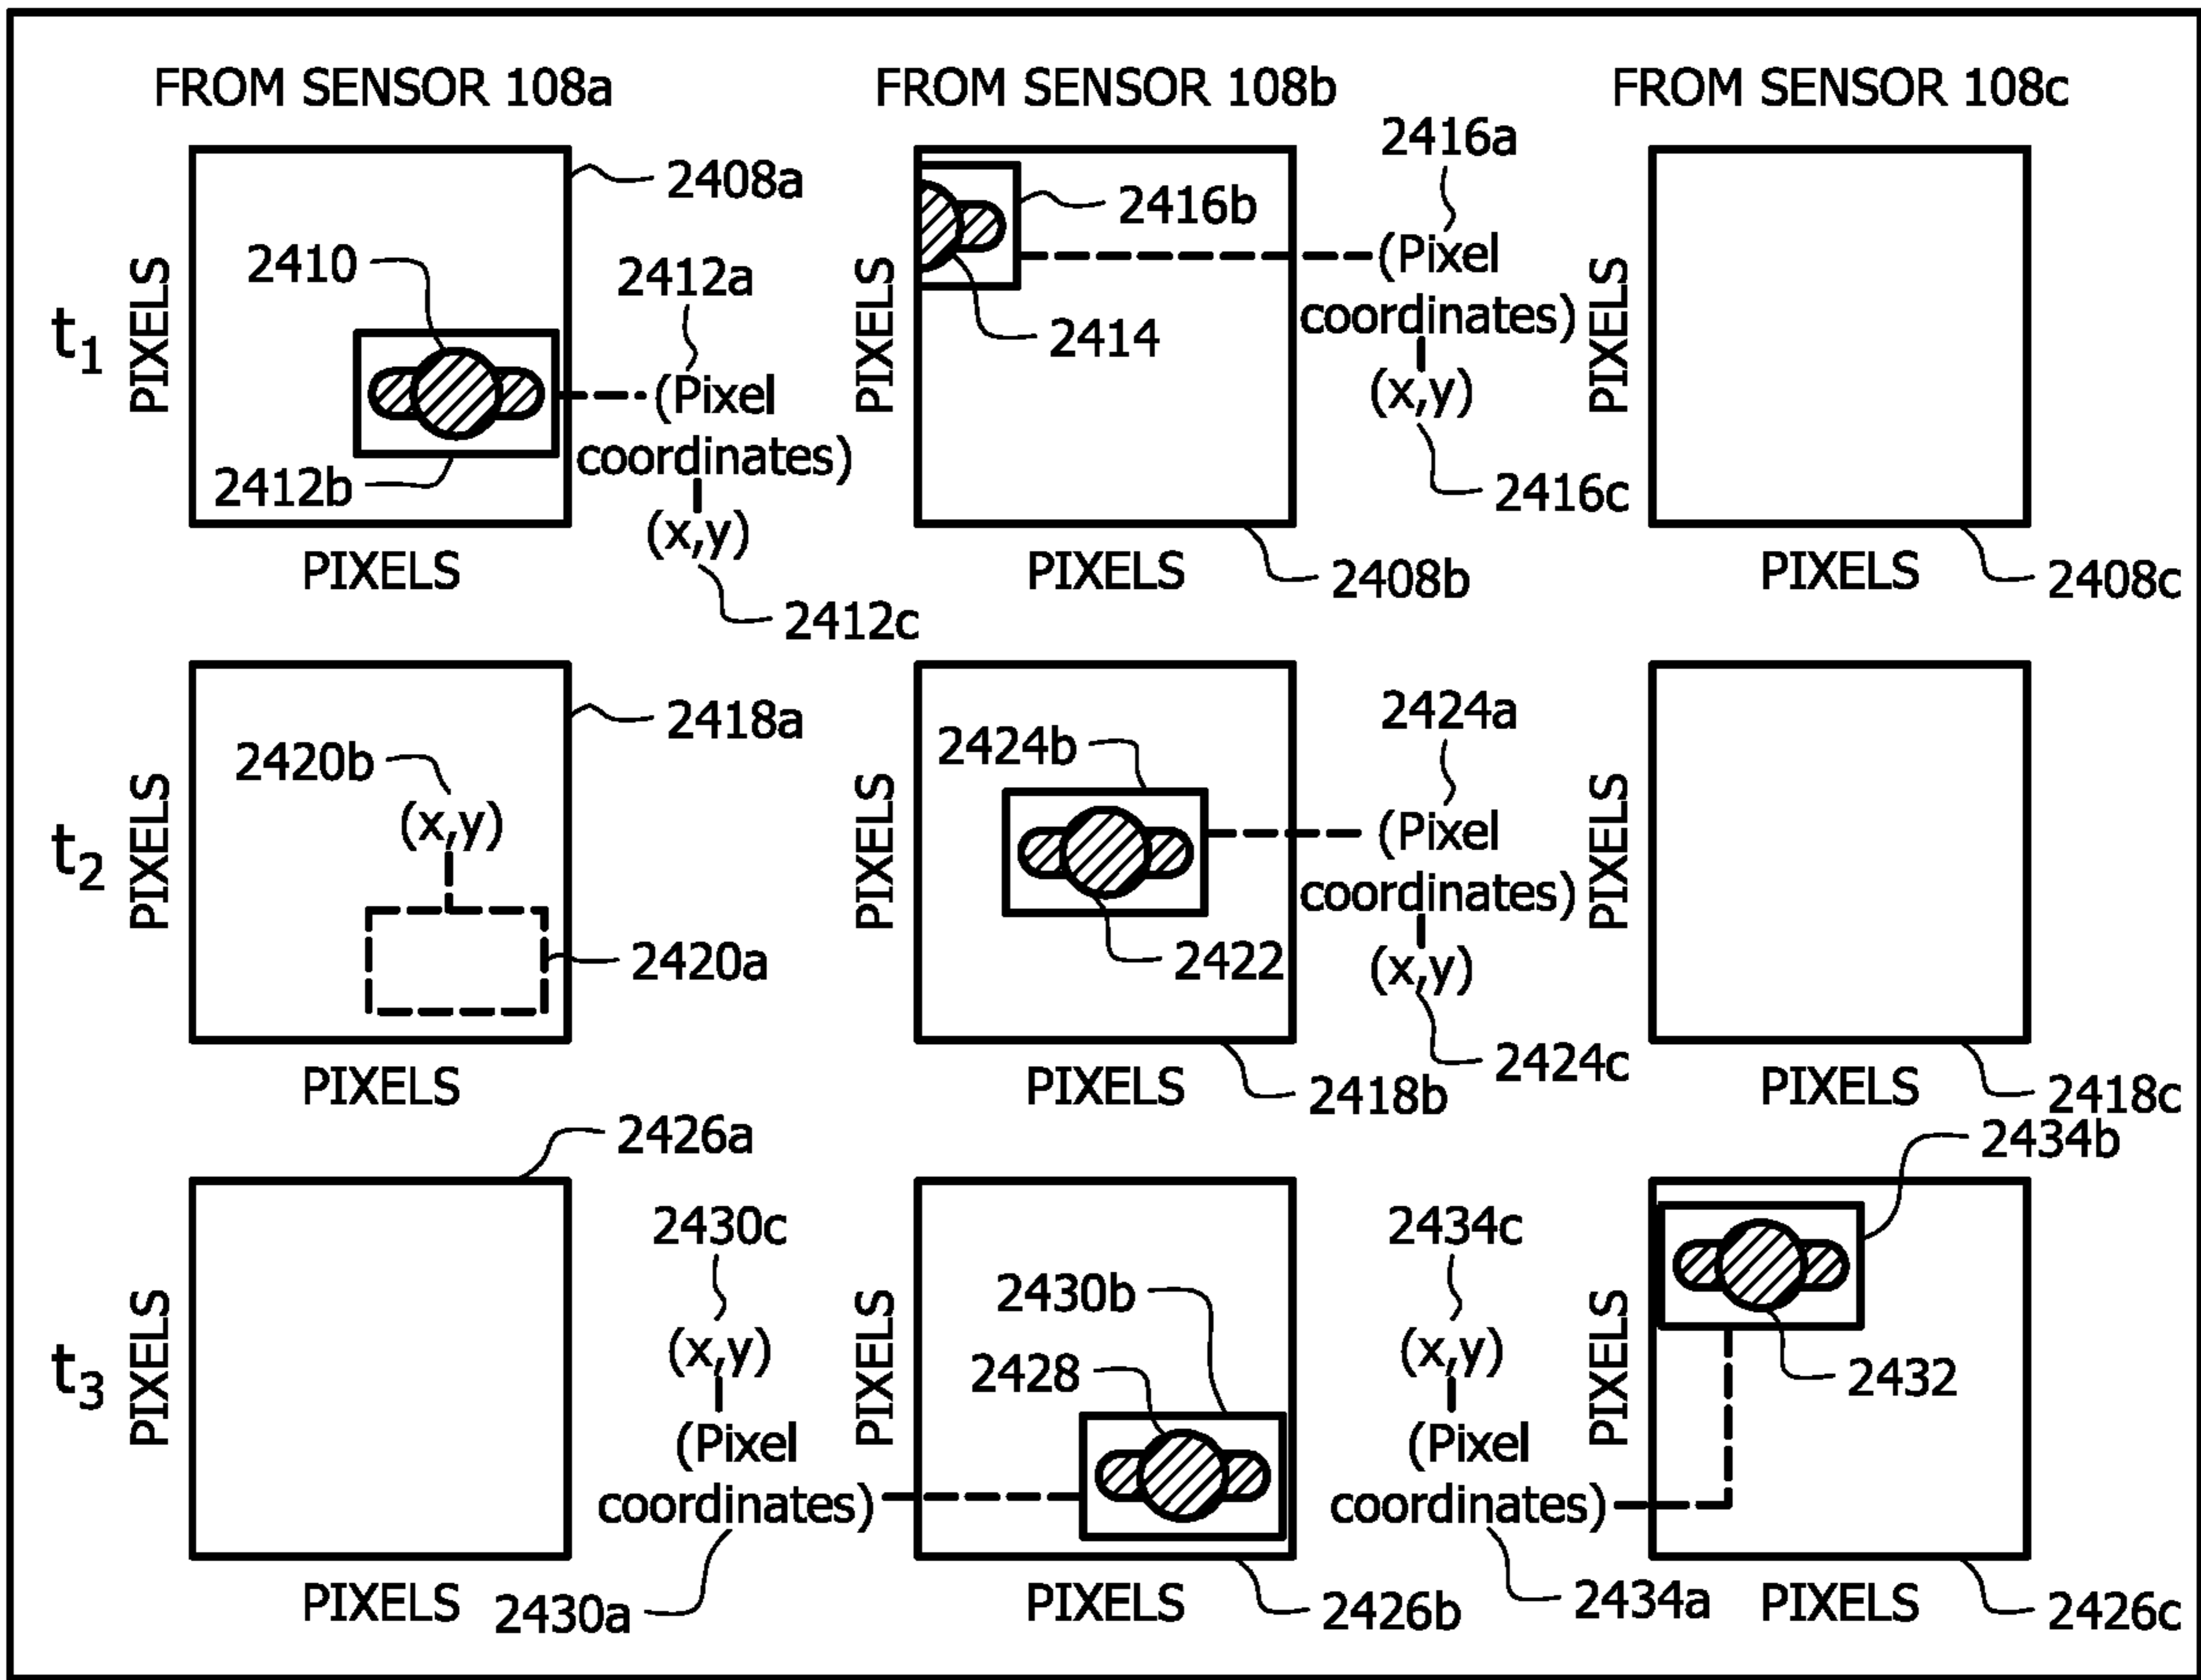 FROM SENSOR 108a
FROM SENSOR 108b
FROM SENSOR 108c
t1
PIXELS
2408a
2410
2412a
(Pixel
coordinates)
(x,y)
2412b
2412c
PIXELS
PIXELS
2416b
2414
2416a
(Pixel
coordinates)
(x,y)
2416c
PIXELS
2408b
PIXELS
PIXELS
2408c
t2
PIXELS
2418a
2420b
(x,y)
2420a
PIXELS
PIXELS
2424b
2422
2424a
(Pixel
coordinates)
(x,y)
2424c
PIXELS
2418b
PIXELS
PIXELS
2418c
t3
PIXELS
2426a
PIXELS
2430c
(x,y)
(Pixel
coordinates)
2430a
PIXELS
2430b
2428
PIXELS
2426b
2434c
(x,y)
(Pixel
coordinates)
2434a
PIXELS
2434b
2432
PIXELS
2426c